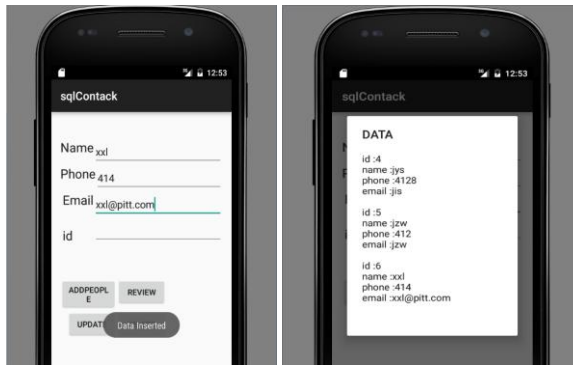 12:53
sqlContack
Name xxl
Phone 414
Email xxl@pitt.com
id
ADDPEOPL
E
REVIEW
UPDAT
Data Inserted
12:53
sqlContack
DATA
id :4
name :jys
phone :4128
email :jis
id :5
name :jzw
phone :412
email :jzw
id :6
name :xxl
phone :414
email :xxl@pitt.com